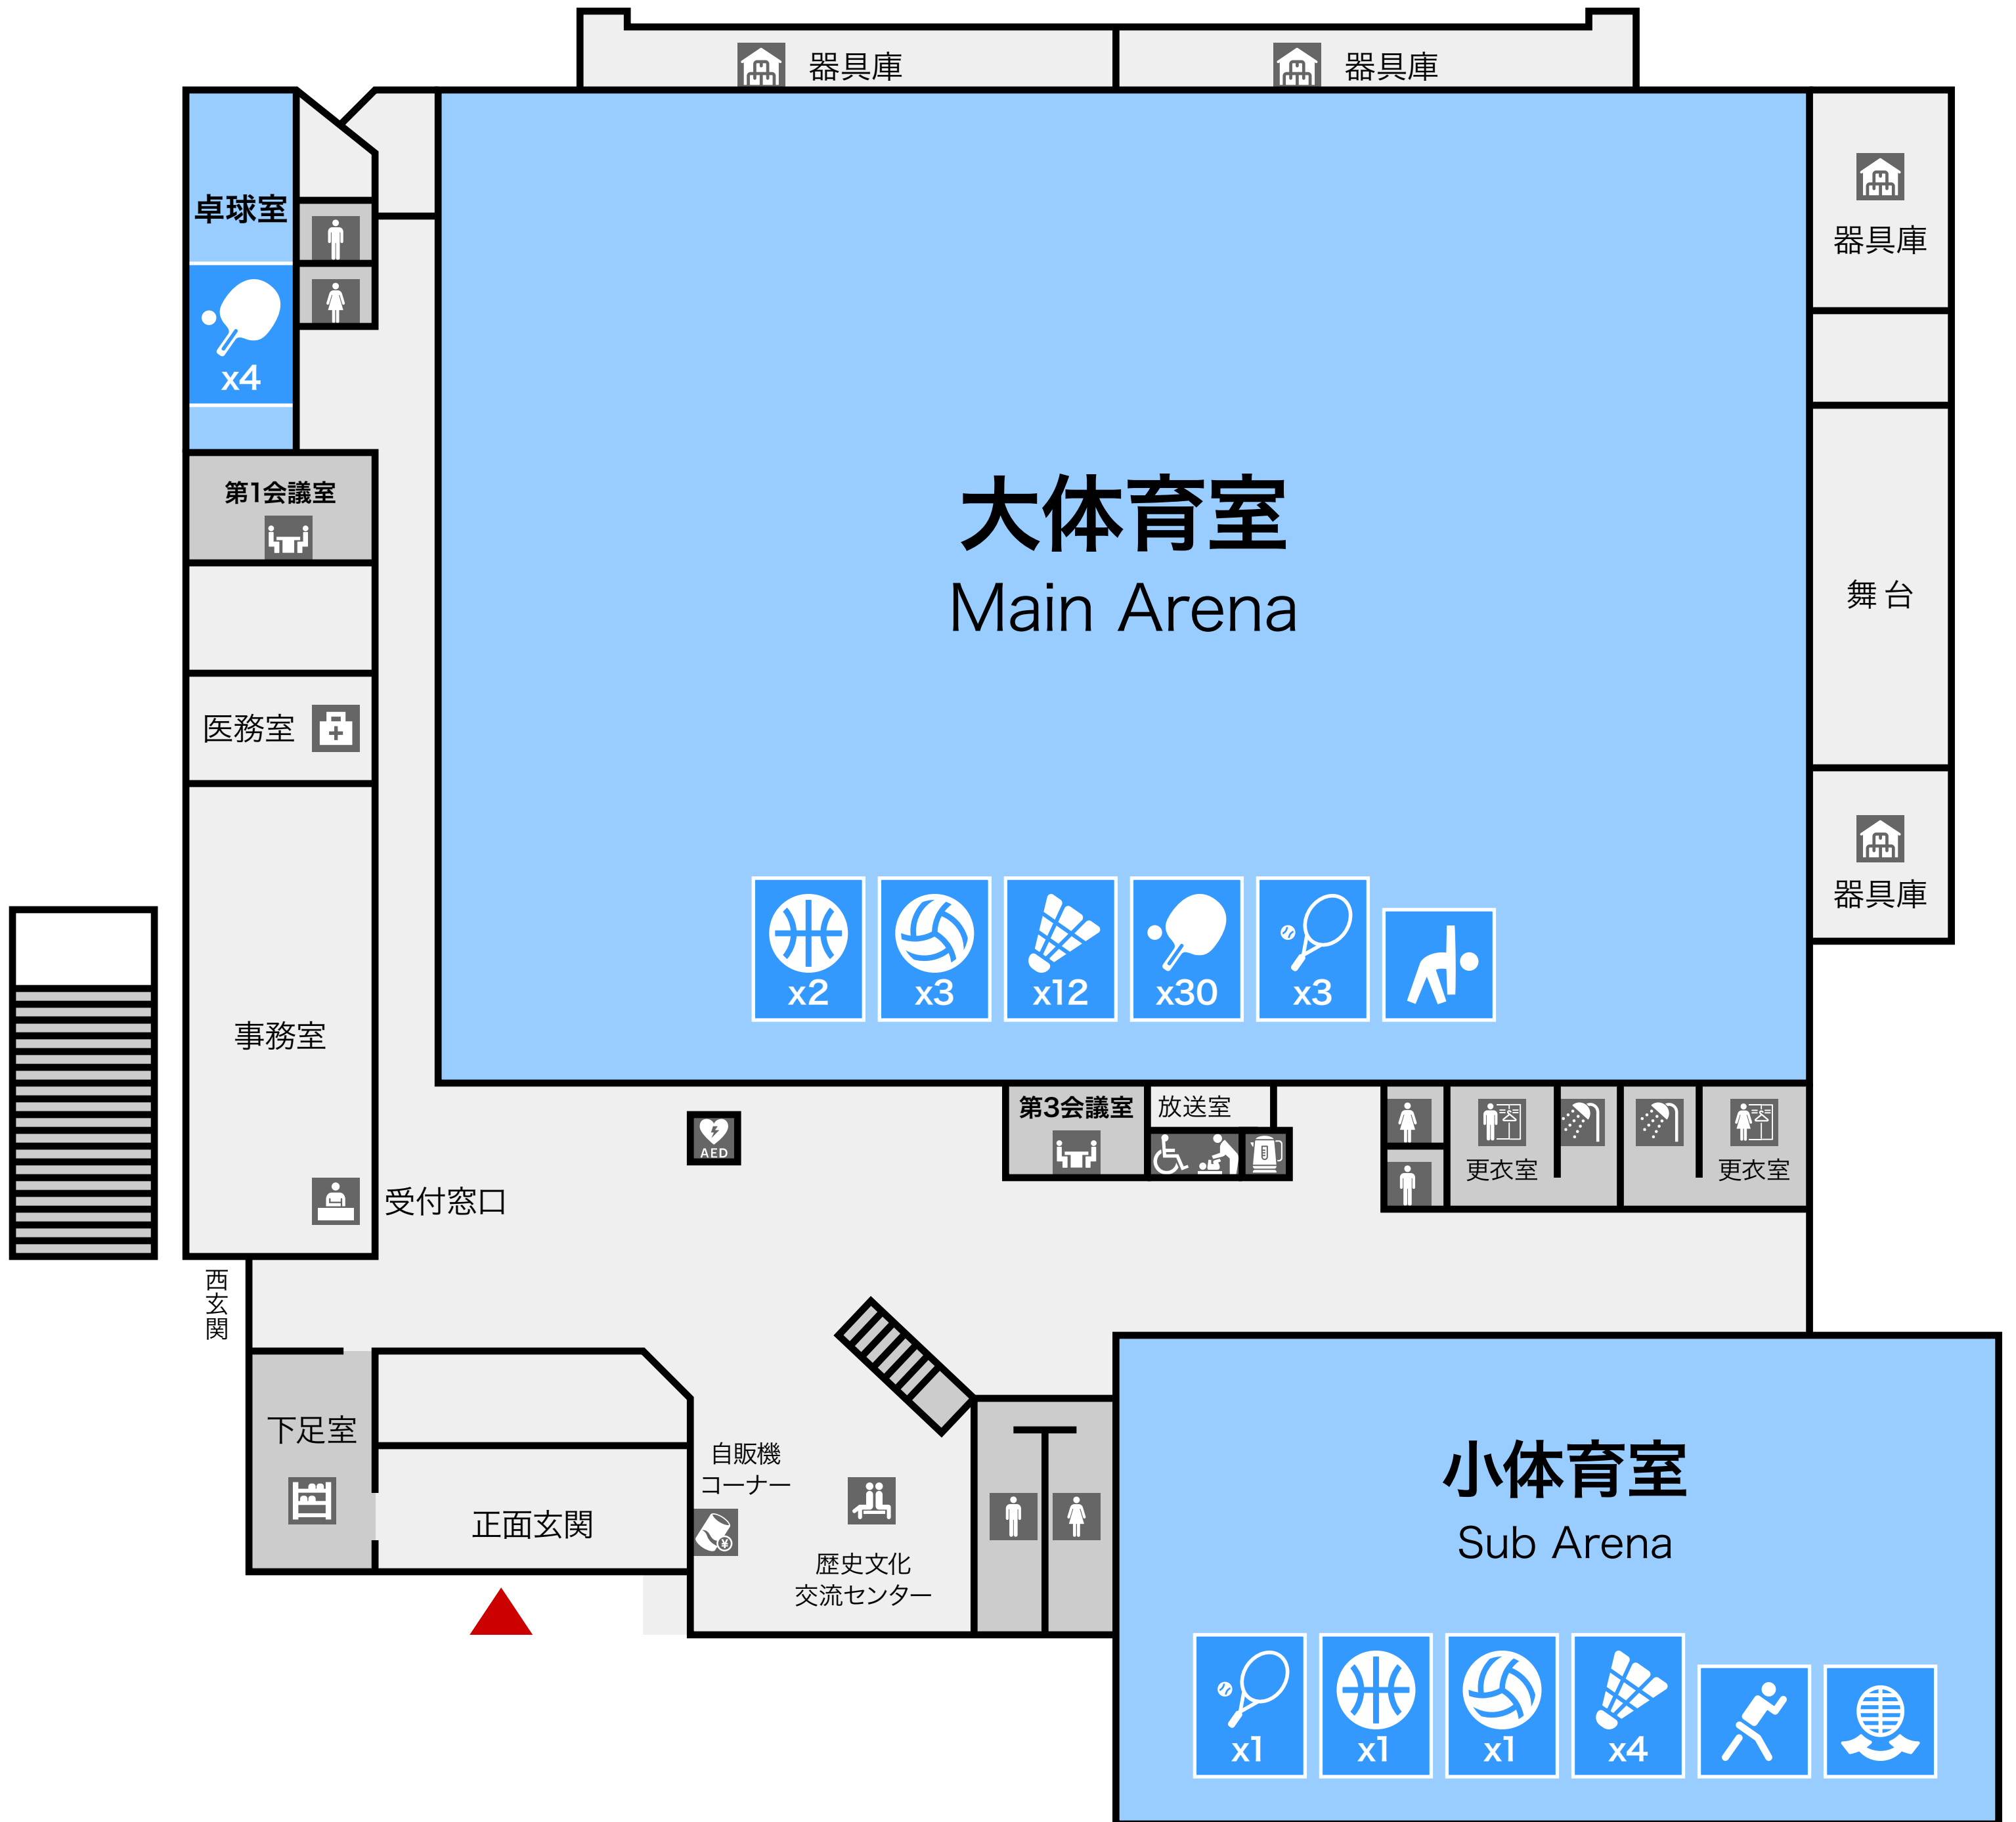 器具庫
器具庫
卓球室
x4
器具庫
第1会議室
大体育室
Main Arena
舞台
医務室
器具庫
x2
x3
x12
x30
x3
事務室
受付窓口
AED
第3会議室
放送室
更衣室
更衣室
西玄関
下足室
正面玄関
自販機
コーナー
¥
歴史文化
交流センター
小体育室
Sub Arena
x1
x1
x1
x4